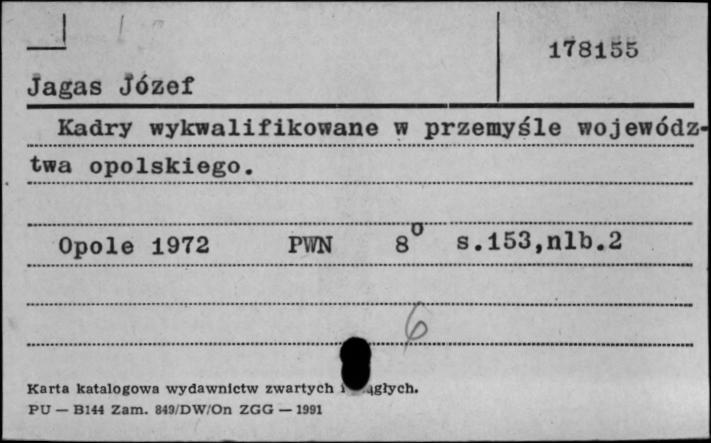 178155
Jagas Józef
Kadry wykwalifikowane w przemyśle wojewódz-
twa opolskiego.
Opole 1972 PWN 8° s.153,nlb.2
6
Karta katalogowa wydawnictw zwartych i
PU — B144 Zam. 849/DW/On ZGG — 1991